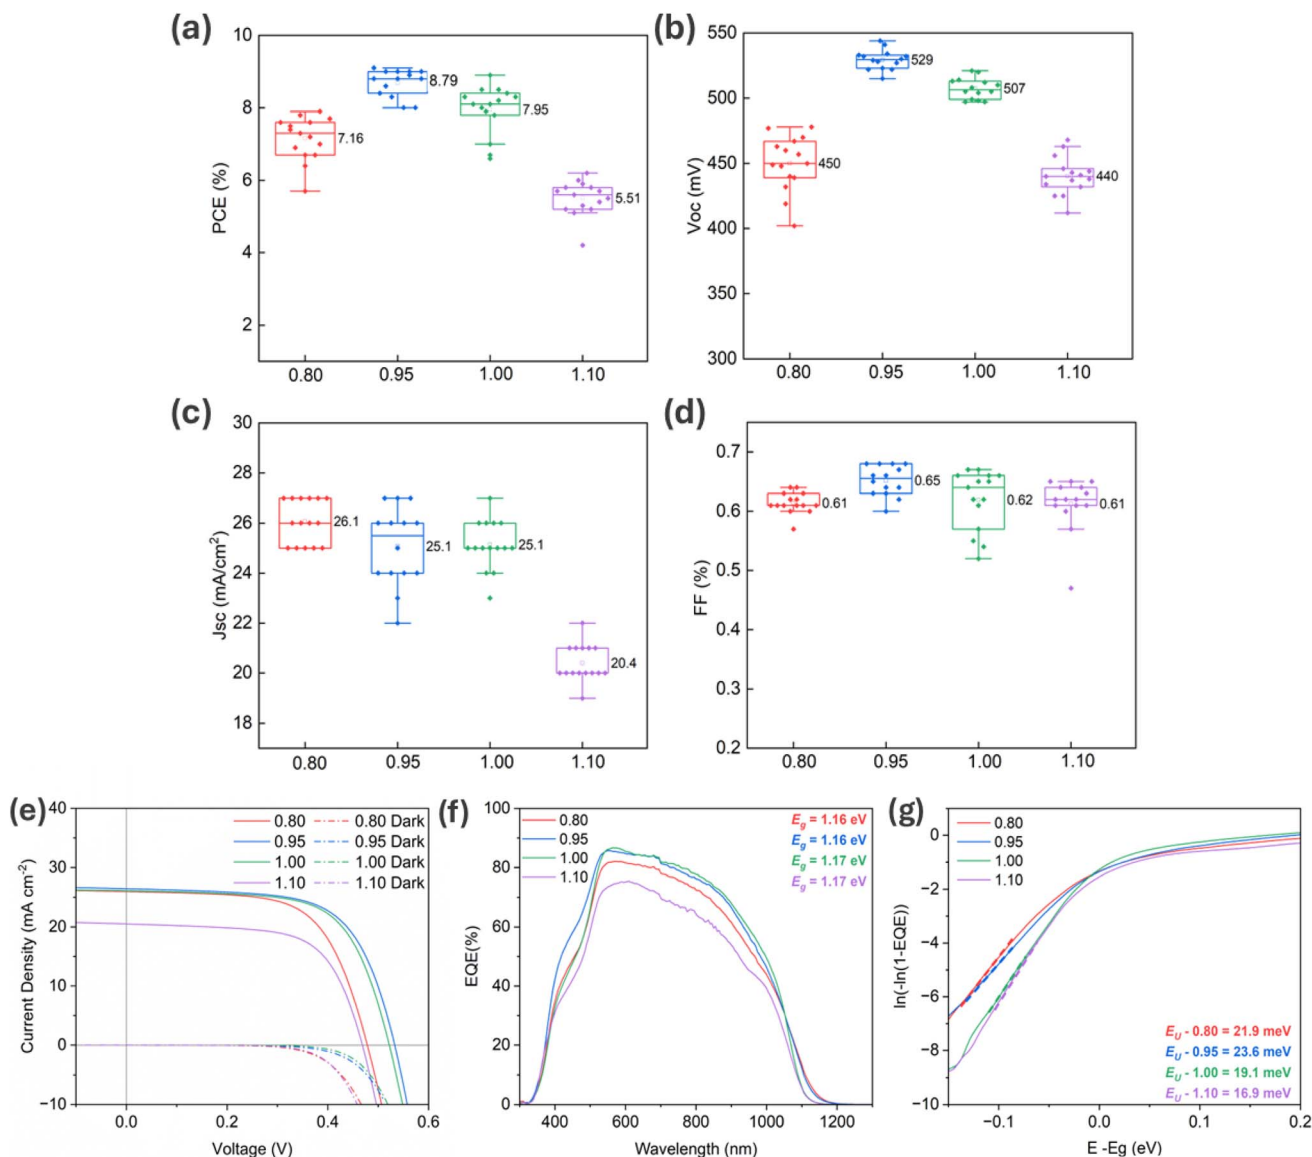 (a)
PCE (%)
10
8
6
4
2
8.79
7.16
7.95
5.51
0.80 0.95 1.00 1.10
(b)
Voc (mV)
550
500
450
400
350
300
529
507
450
440
0.80 0.95 1.00 1.10
(c)
Jsc (mA/cm²)
30
28
26
24
22
20
18
26.1
25.1
25.1
20.4
0.80 0.95 1.00 1.10
(d)
FF (%)
0.7
0.6
0.5
0.4
0.3
0.2
0.61
0.65
0.62
0.61
0.80 0.95 1.00 1.10
(e)
Current Density (mA cm⁻²)
40
30
20
10
0
−10
0.80 0.80 Dark
0.95 0.95 Dark
1.00 1.00 Dark
1.10 1.10 Dark
0.0 0.2 0.4 0.6
Voltage (V)
(f)
EQE(%)
100
80
60
40
20
0
0.80
0.95
1.00
1.10
Eg = 1.16 eV
Eg = 1.16 eV
Eg = 1.17 eV
Eg = 1.17 eV
400 600 800 1000 1200
Wavelength (nm)
(g)
ln(-ln(1-EQE))
0
−2
−4
−6
−8
−10
0.80
0.95
1.00
1.10
EU - 0.80 = 21.9 meV
EU - 0.95 = 23.6 meV
EU - 1.00 = 19.1 meV
EU - 1.10 = 16.9 meV
−0.1 0.0 0.1 0.2
E -Eg (eV)